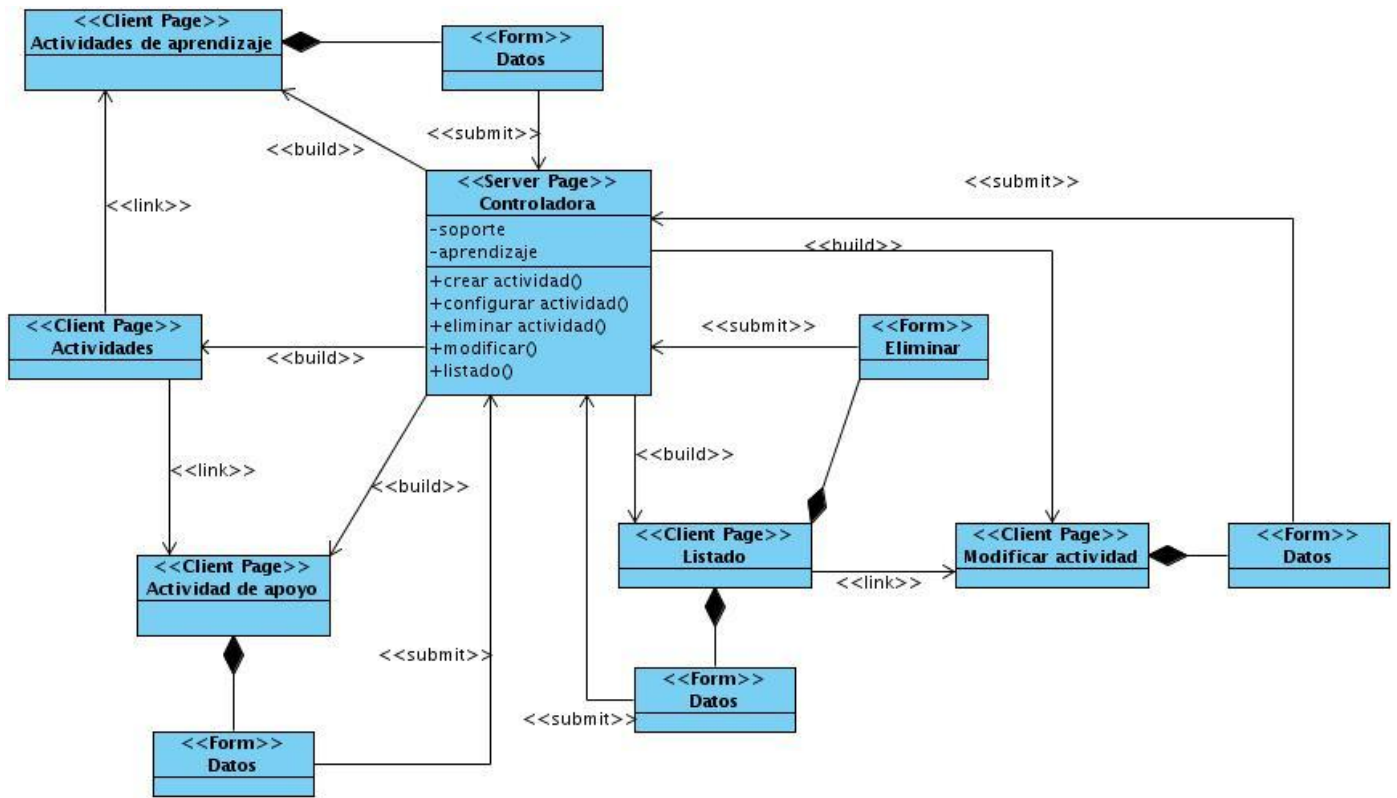 <<Client Page>>
Actividades de aprendizaje
<<Form>>
Datos
<<submit>>
<<build>>
<<link>>
<<Server Page>>
Controladora
-soporte
-aprendizaje
+crear actividad()
+configurar actividad()
+eliminar actividad()
+modificar()
+listado()
<<submit>>
<<build>>
<<Client Page>>
Actividades
<<build>>
<<submit>>
<<Form>>
Eliminar
<<link>>
<<build>>
<<build>>
<<Client Page>>
Actividad de apoyo
<<Client Page>>
Listado
<<link>>
<<Client Page>>
Modificar actividad
<<Form>>
Datos
<<submit>>
<<Form>>
Datos
<<submit>>
<<Form>>
Datos